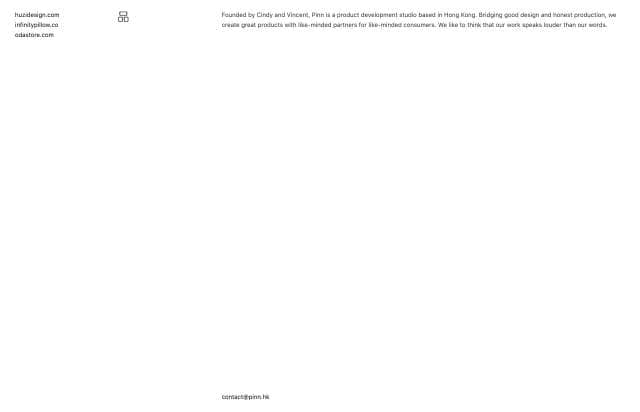 huzidesign.com
infinitypillow.co
odastore.com
Founded by Cindy and Vincent, Pinn is a product development studio based in Hong Kong. Bridging good design and honest production, we
create great products with like-minded partners for like-minded consumers. We like to think that our work speaks louder than our words.
contact@pinn.hk